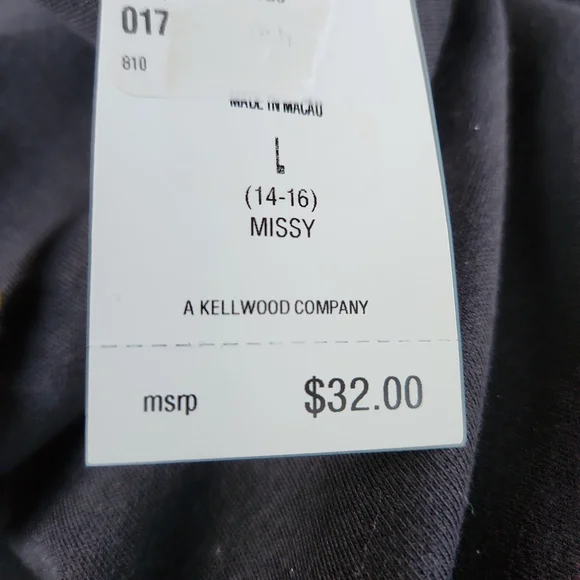 017
810
MADE IN MACAU
L
(14-16)
MISSY
A KELLWOOD COMPANY
msrp $32.00